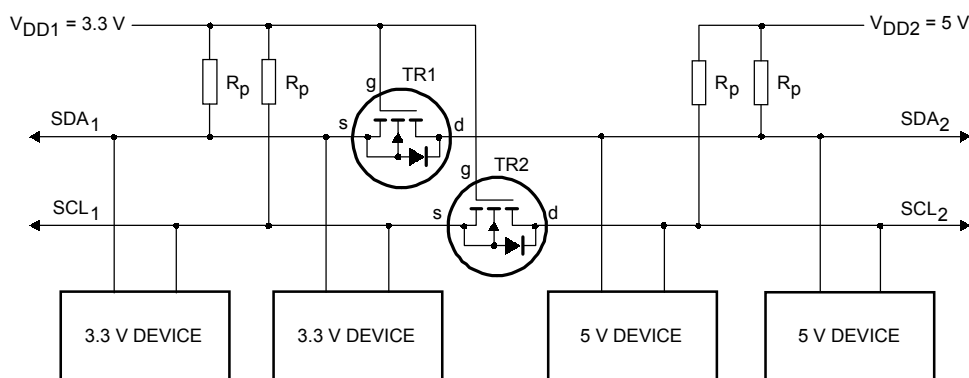 V_DD1 = 3.3 V
V_DD2 = 5 V
R_p
R_p
g
TR1
R_p
R_p
SDA_1
s
d
SDA_2
g
TR2
SCL_1
s
d
SCL_2
3.3 V DEVICE
3.3 V DEVICE
5 V DEVICE
5 V DEVICE